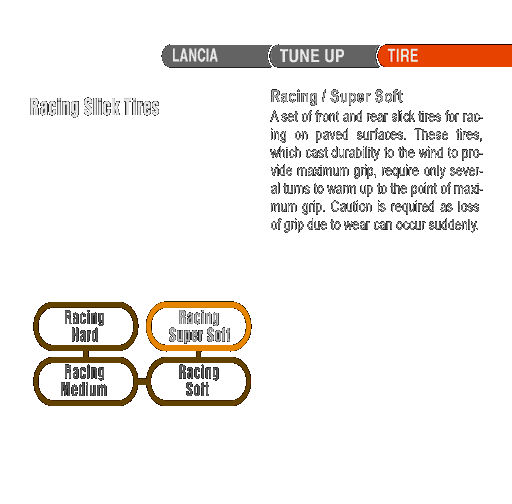 LANCIA TUNE UP TIRE
Racing Slick Tires
Racing / Super Soft
A set of front and rear slick tires for rac-
ing on paved surfaces. These tires,
which cast durability to the wind to pro-
vide maximum grip, require only sever-
al turns to warm up to the point of maxi-
mum grip. Caution is required as loss
of grip due to wear can occur suddenly.
Racing
Hard
Racing
Super Soft
Racing
Medium
Racing
Soft